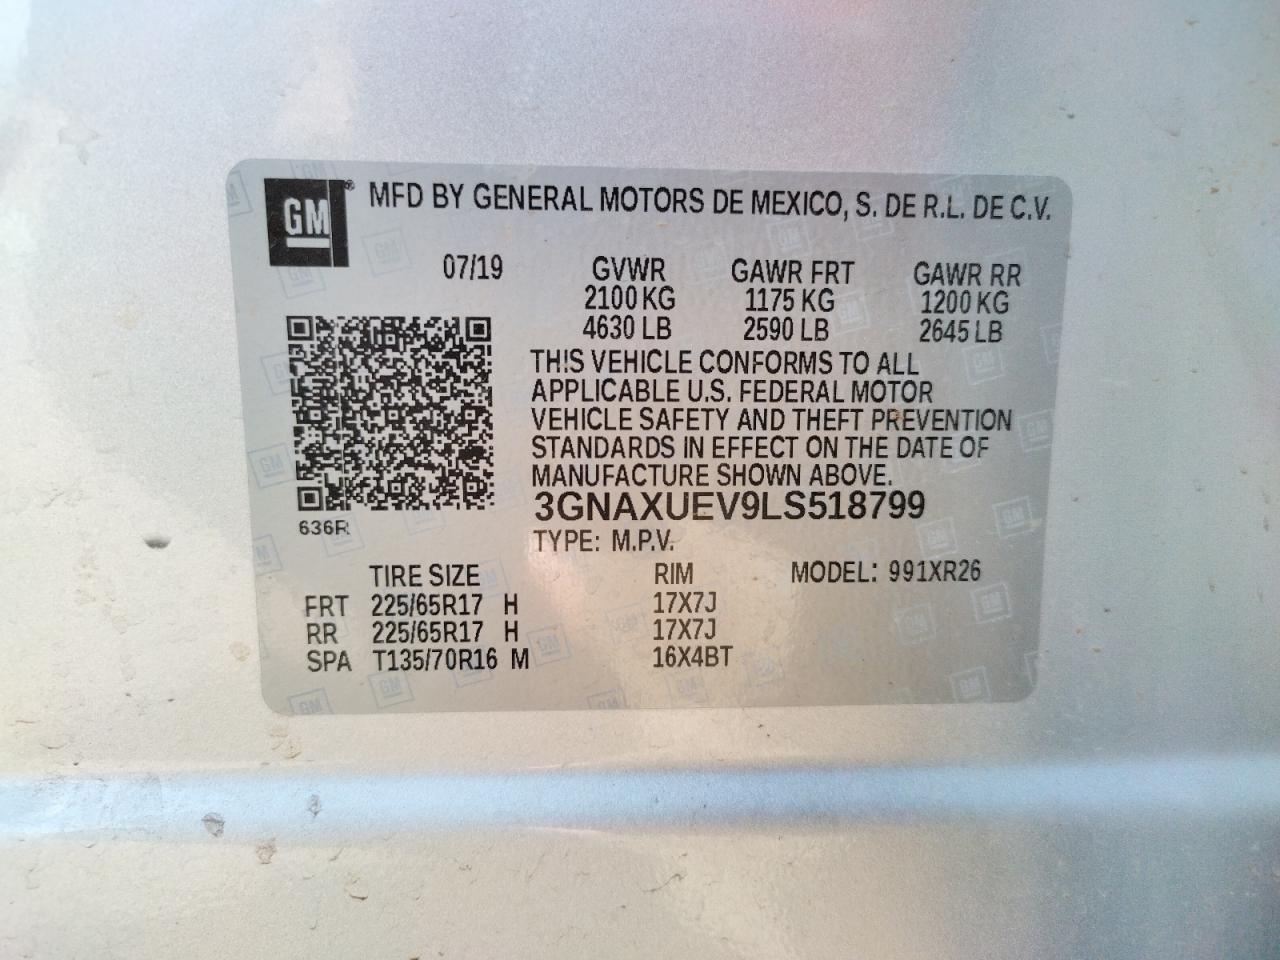 GM® MFD BY GENERAL MOTORS DE MEXICO, S. DE R.L. DE C.V.
07/19 GVWR GAWR FRT GAWR RR
2100 KG 1175 KG 1200 KG
4630 LB 2590 LB 2645 LB
THIS VEHICLE CONFORMS TO ALL
APPLICABLE U.S. FEDERAL MOTOR
VEHICLE SAFETY AND THEFT PREVENTION
STANDARDS IN EFFECT ON THE DATE OF
MANUFACTURE SHOWN ABOVE.
3GNAXUEV9LS518799
636R
TYPE: M.P.V.
TIRE SIZE RIM MODEL: 991XR26
FRT 225/65R17 H 17X7J
RR 225/65R17 H 17X7J
SPA T135/70R16 M 16X4BT